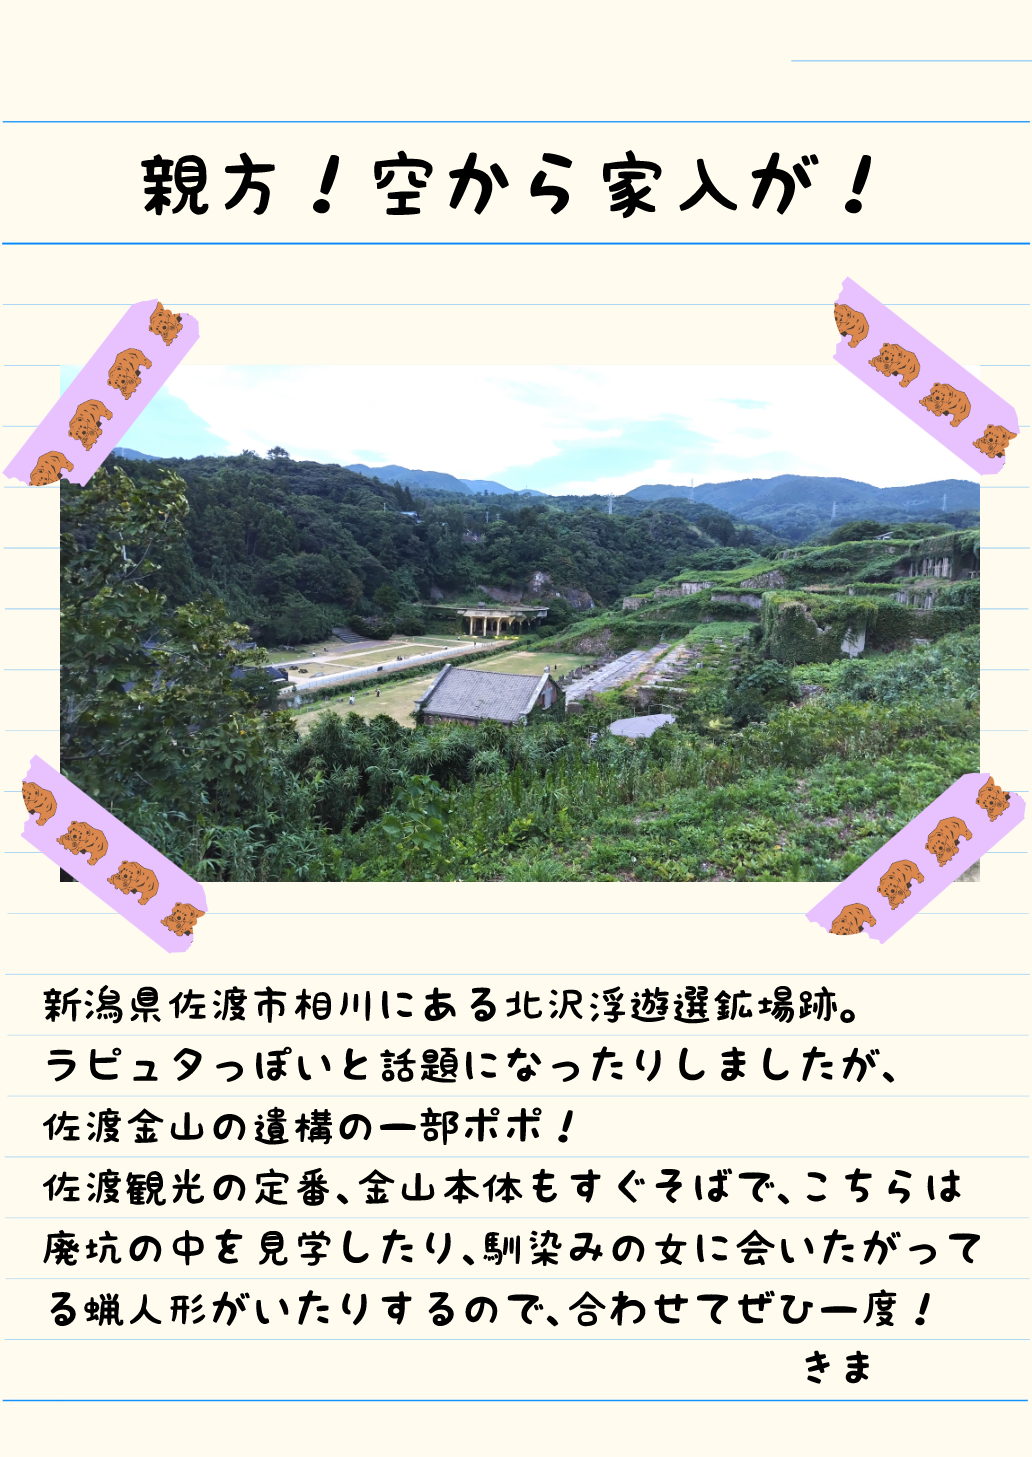 親方！空から家人が！
新潟県佐渡市相川にある北沢浮遊選鉱場跡。
ラピュタっぽいと話題になったりしましたが、
佐渡金山の遺構の一部ポポ！
佐渡観光の定番、金山本体もすぐそばで、こちらは
廃坑の中を見学したり、馴染みの女に会いたがって
る蝋人形がいたりするので、合わせてぜひ一度！
きま